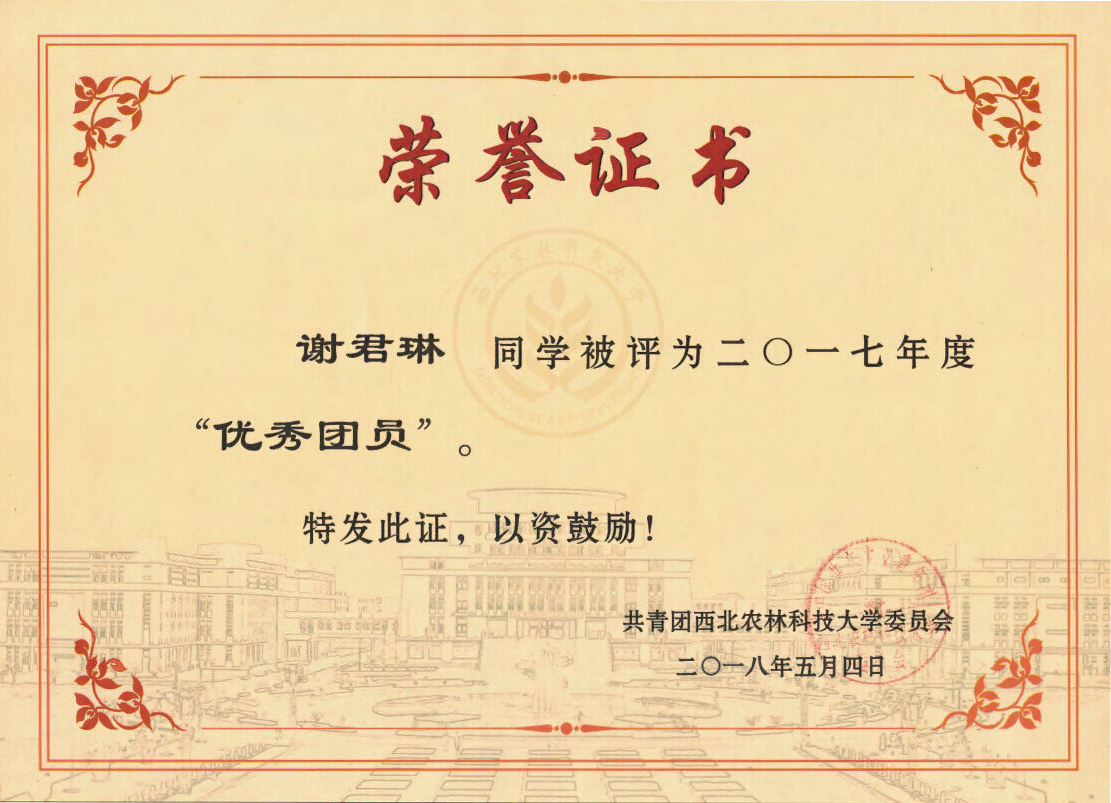 荣誉证书
谢君琳 同学被评为二〇一七年度
“优秀团员”。
特发此证，以资鼓励！
共青团西北农林科技大学委员会
二〇一八年五月四日